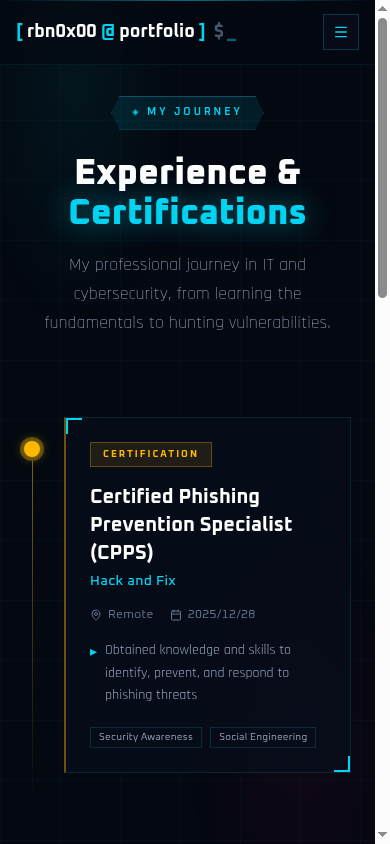 [ rbn0x00 @ portfolio ] $_
◈ MY JOURNEY
Experience &
Certifications
My professional journey in IT and
cybersecurity, from learning the
fundamentals to hunting vulnerabilities.
CERTIFICATION
Certified Phishing
Prevention Specialist
(CPPS)
Hack and Fix
Remote 2025/12/28
▸ Obtained knowledge and skills to
identify, prevent, and respond to
phishing threats
Security Awareness Social Engineering